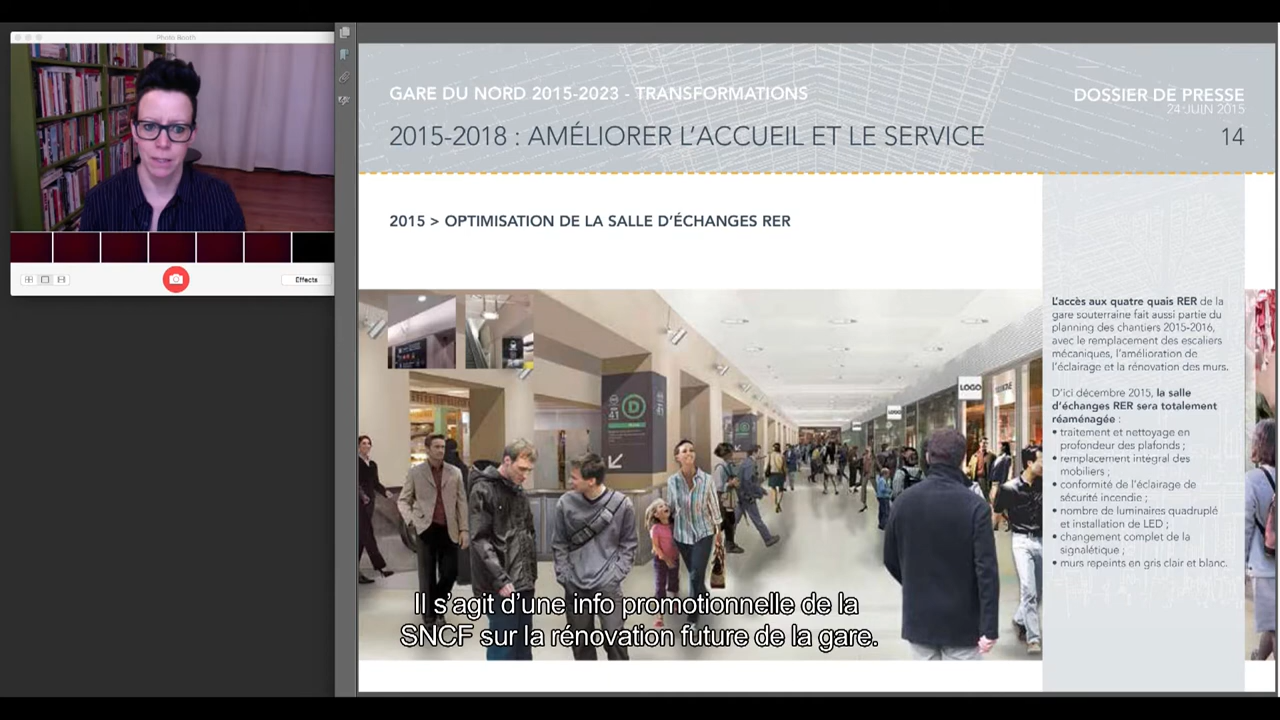 Photo Booth
Effects
GARE DU NORD 2015-2023 - TRANSFORMATIONS
DOSSIER DE PRESSE
24 JUIN 2015
2015-2018 : AMÉLIORER L'ACCUEIL ET LE SERVICE
14
2015 > OPTIMISATION DE LA SALLE D'ÉCHANGES RER
L'accès aux quatre quais RER de la
gare souterraine fait aussi partie du
planning des chantiers 2015-2016,
avec le remplacement des escaliers
mécaniques, l'amélioration de
l'éclairage et la rénovation des murs.
D'ici décembre 2015, la salle
d'échanges RER sera totalement
réaménagée :
• traitement et nettoyage en
profondeur des plafonds ;
• remplacement intégral des
mobiliers ;
• conformité de l'éclairage de
sécurité incendie ;
• nombre de luminaires quadruplé
et installation de LED ;
• changement complet de la
signalétique ;
• murs repeints en gris clair et blanc.
LOGO
LOGO
D
41
Il s'agit d'une info promotionnelle de la
SNCF sur la rénovation future de la gare.